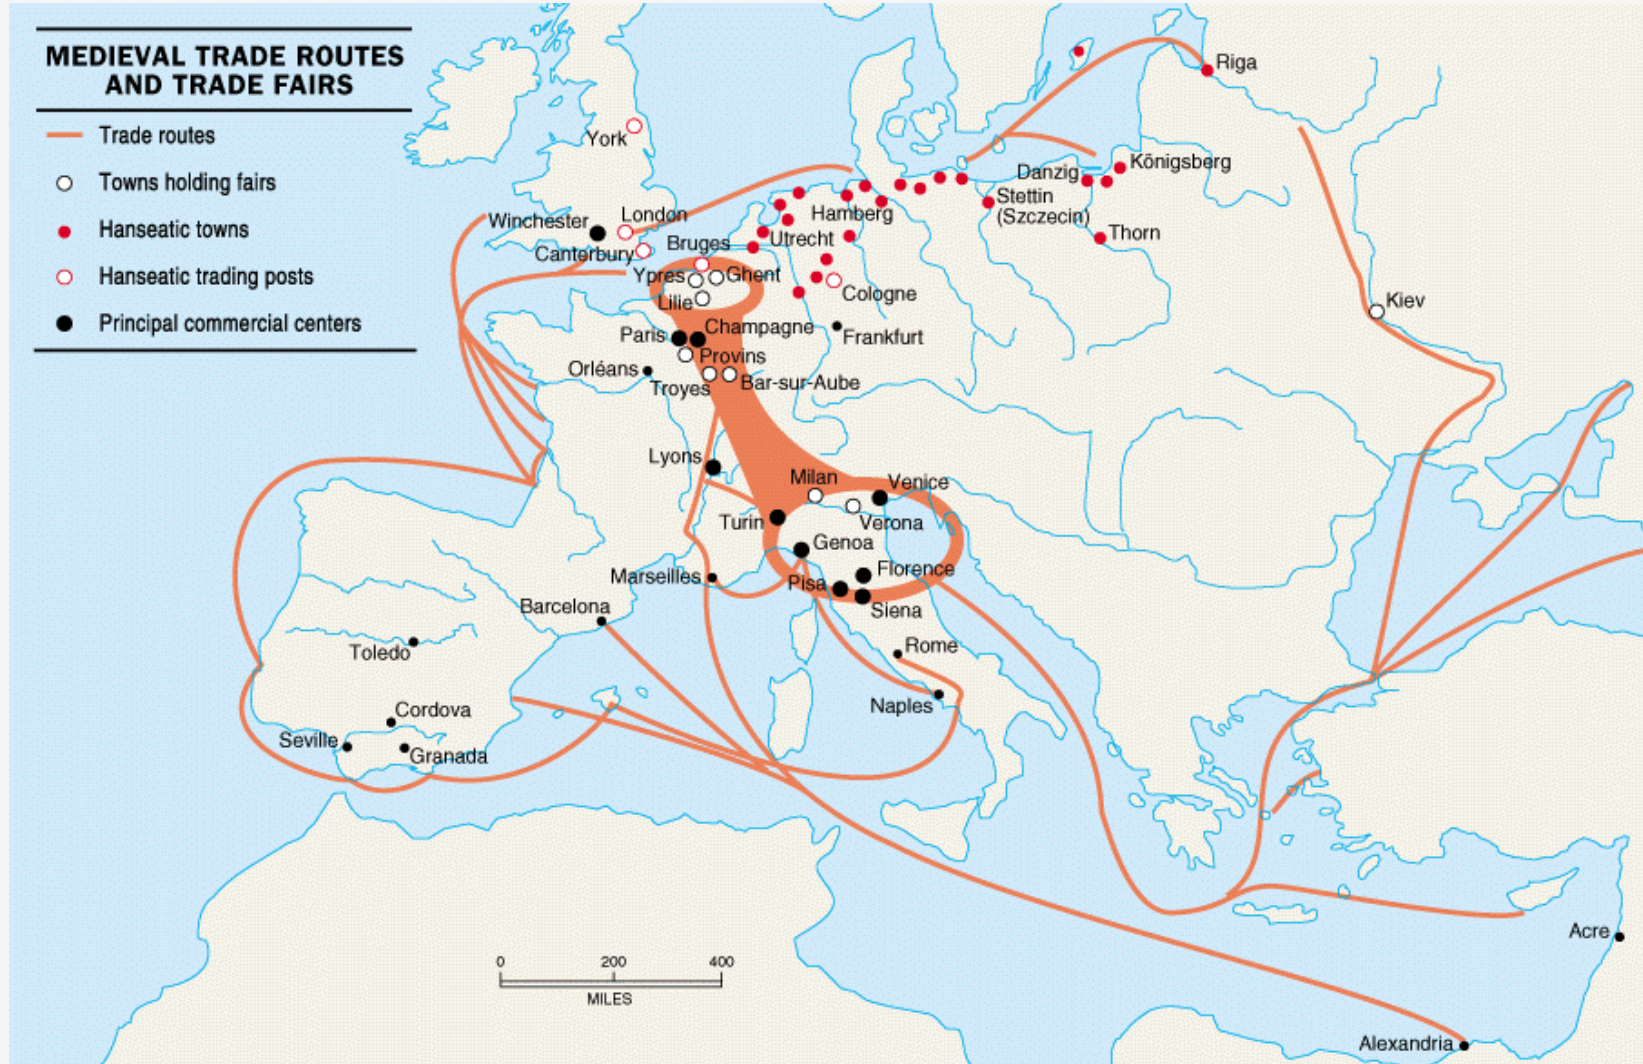 MEDIEVAL TRADE ROUTES
AND TRADE FAIRS
Trade routes
Towns holding fairs
Hanseatic towns
Hanseatic trading posts
Principal commercial centers
Riga
York
Königsberg
Danzig
Stettin
(Szczecin)
Hamberg
London
Winchester
Utrecht
Thorn
Bruges
Canterbury
Ypres
Ghent
Cologne
Lilie
Kiev
Champagne
Paris
Frankfurt
Provins
Orléans
Troyes
Bar-sur-Aube
Lyons
Milan
Venice
Turin
Verona
Genoa
Florence
Marseilles
Pisa
Barcelona
Siena
Rome
Toledo
Naples
Cordova
Seville
Granada
Acre
0 200 400
MILES
Alexandria